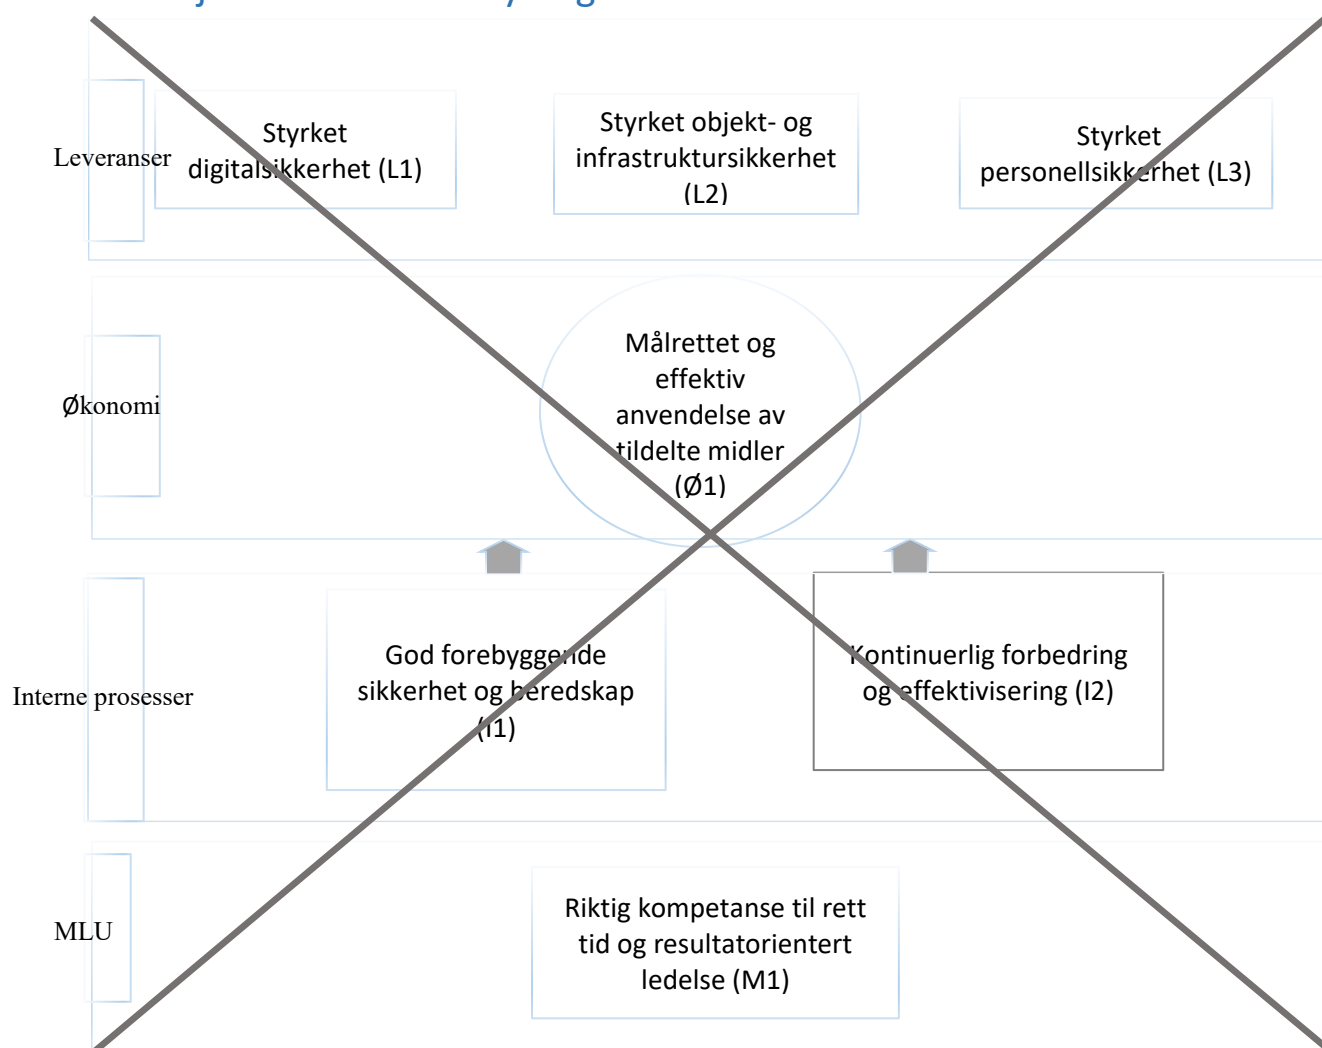 Leveranser
Styrket
digitalsikkerhet (L1)
Styrket objekt- og
infrastruktursikkerhet
(L2)
Styrket
personellsikkerhet (L3)
Økonomi
Målrettet og
effektiv
anvendelse av
tildelte midler
(Ø1)
Interne prosesser
God forebyggende
sikkerhet og beredskap
(I1)
Kontinuerlig forbedring
og effektivisering (I2)
MLU
Riktig kompetanse til rett
tid og resultatorientert
ledelse (M1)